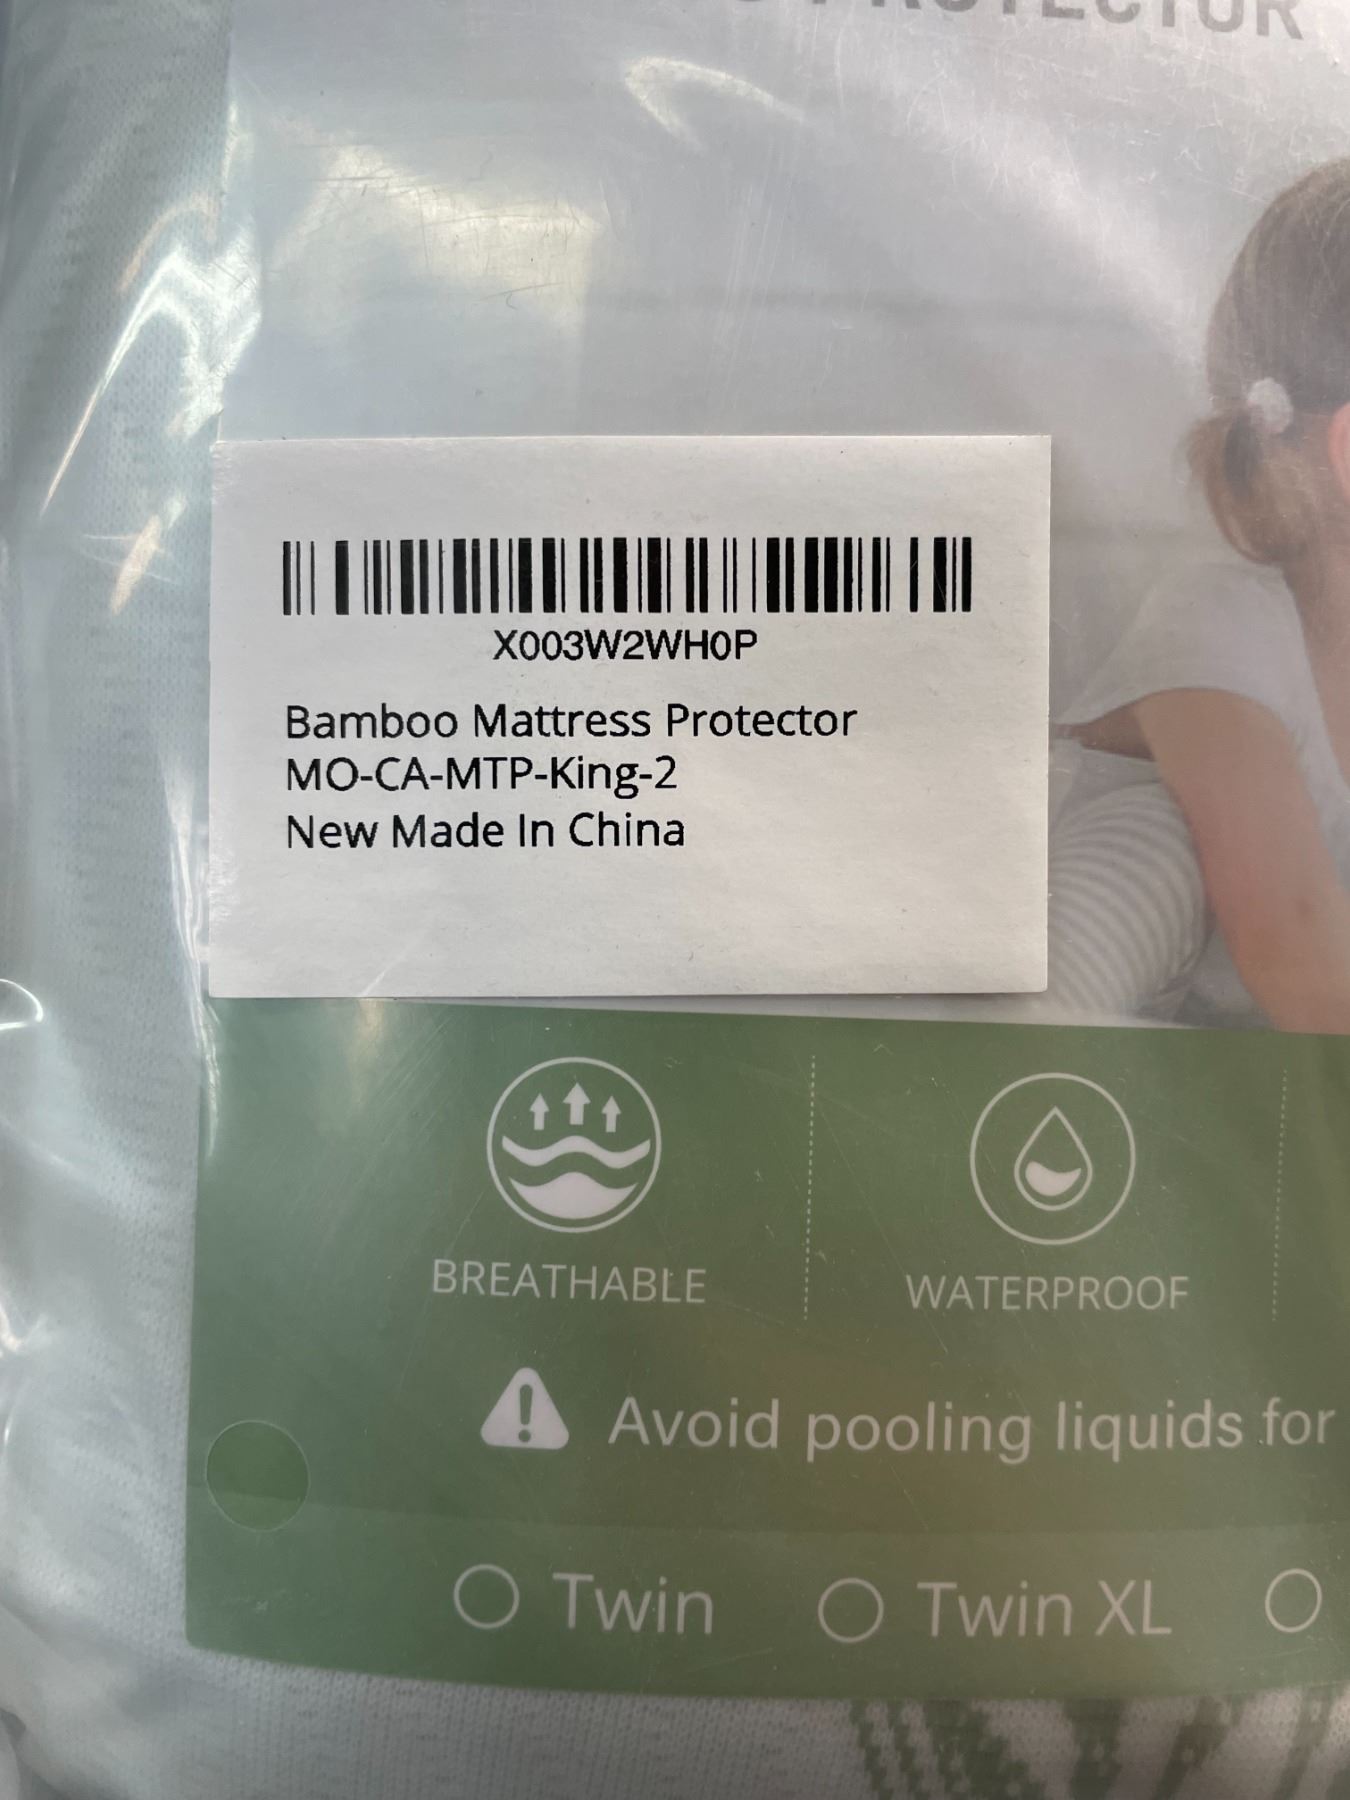 PROTECTOR
X003W2WH0P
Bamboo Mattress Protector
MO-CA-MTP-King-2
New Made In China
BREATHABLE
WATERPROOF
Avoid pooling liquids for
Twin
Twin XL